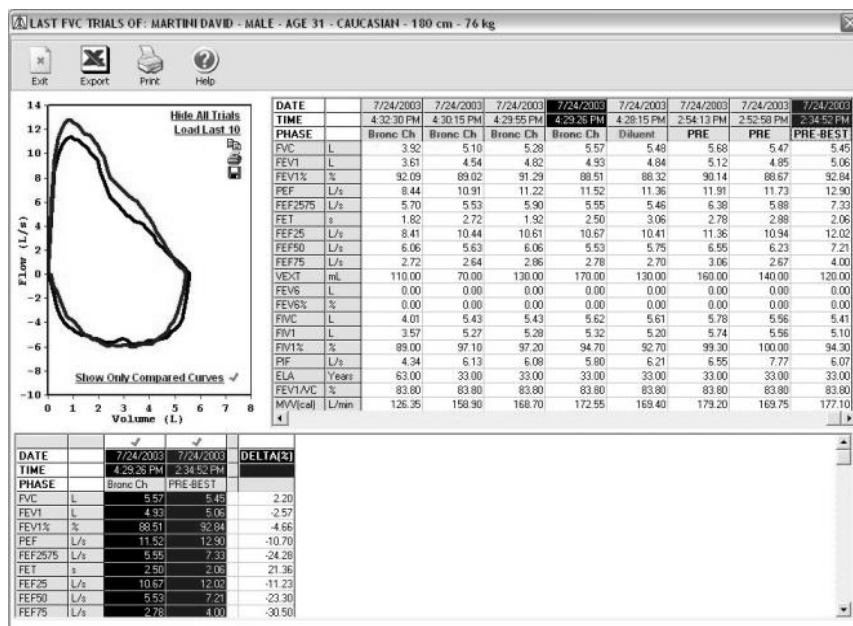 LAST FVC TRIALS OF: MARTINI DAVID - MALE - AGE 31 - CAUCASIAN - 180 cm - 76 kg
Exit Export Print Help
Hide All Trials
Load Last 10
14
12
10
8
6
4
2
0
-2
-4
-6
-8
-10
Flow (L/s)
Show Only Compared Curves
0 1 2 3 4 5 6 7 8
Volume (L)
DATE 7/24/2003 7/24/2003 7/24/2003 7/24/2003 7/24/2003 7/24/2003 7/24/2003 7/24/2003
TIME 4:32:30 PM 4:30:15 PM 4:29:55 PM 4:29:26 PM 4:28:15 PM 2:54:13 PM 2:52:58 PM 2:34:52 PM
PHASE Bronc Ch Bronc Ch Bronc Ch Bronc Ch Diluent PRE PRE PRE-BEST
FVC L 3.92 5.10 5.28 5.57 5.48 5.68 5.47 5.45
FEV1 L 3.61 4.54 4.82 4.93 4.84 5.12 4.85 5.06
FEV1% % 92.09 89.02 91.29 88.51 88.32 90.14 88.67 92.84
PEF L/s 8.44 10.91 11.22 11.52 11.36 11.91 11.73 12.90
FEF2575 L/s 5.70 5.53 5.90 5.55 5.46 6.38 5.88 7.33
FET s 1.82 2.72 1.92 2.50 3.06 2.78 2.88 2.06
FEF25 L/s 8.41 10.44 10.61 10.67 10.41 11.36 10.94 12.02
FEF50 L/s 6.06 5.63 6.06 5.53 5.75 6.55 6.23 7.21
FEF75 L/s 2.72 2.64 2.86 2.78 2.70 3.06 2.67 4.00
VEXT mL 110.00 70.00 130.00 170.00 130.00 160.00 140.00 120.00
FEV6 L 0.00 0.00 0.00 0.00 0.00 0.00 0.00 0.00
FEV6% % 0.00 0.00 0.00 0.00 0.00 0.00 0.00 0.00
FIVC L 4.01 5.43 5.43 5.62 5.61 5.78 5.56 5.41
FIV1 L 3.57 5.27 5.28 5.32 5.20 5.74 5.56 5.10
FIV1% % 89.00 97.10 97.20 94.70 92.70 99.30 100.00 94.30
PIF L/s 4.34 6.13 6.08 5.80 6.21 6.55 7.77 6.07
ELA Years 63.00 33.00 33.00 33.00 33.00 33.00 33.00 33.00
FEV1/VC % 83.80 83.80 83.80 83.80 83.80 83.80 83.80 83.80
MVV(cal) L/min 126.35 158.90 168.70 172.55 169.40 179.20 169.75 177.10
DATE 7/24/2003 7/24/2003 DELTA(%)
TIME 4:29:26 PM 2:34:52 PM
PHASE Bronc Ch PRE-BEST
FVC L 5.57 5.45 2.20
FEV1 L 4.93 5.06 -2.57
FEV1% % 88.51 92.84 -4.66
PEF L/s 11.52 12.90 -10.70
FEF2575 L/s 5.55 7.33 -24.28
FET s 2.50 2.06 21.36
FEF25 L/s 10.67 12.02 -11.23
FEF50 L/s 5.53 7.21 -23.30
FEF75 L/s 2.78 4.00 -30.50